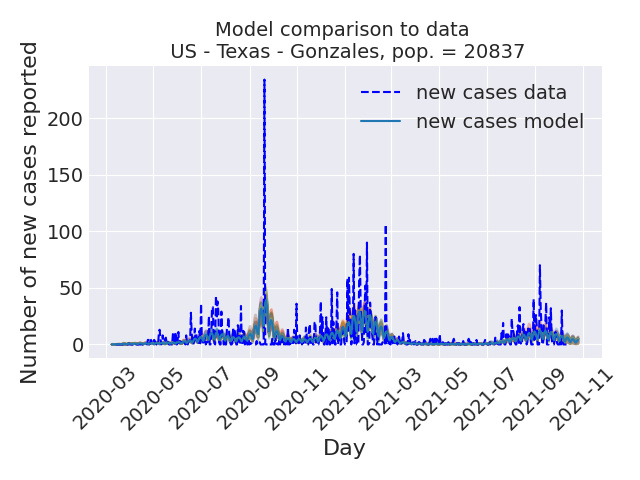 Model comparison to data
US - Texas - Gonzales, pop. = 20837
Number of new cases reported
new cases data
new cases model
200
150
100
50
0
2020-03
2020-05
2020-07
2020-09
2020-11
2021-01
2021-03
2021-05
2021-07
2021-09
2021-11
Day